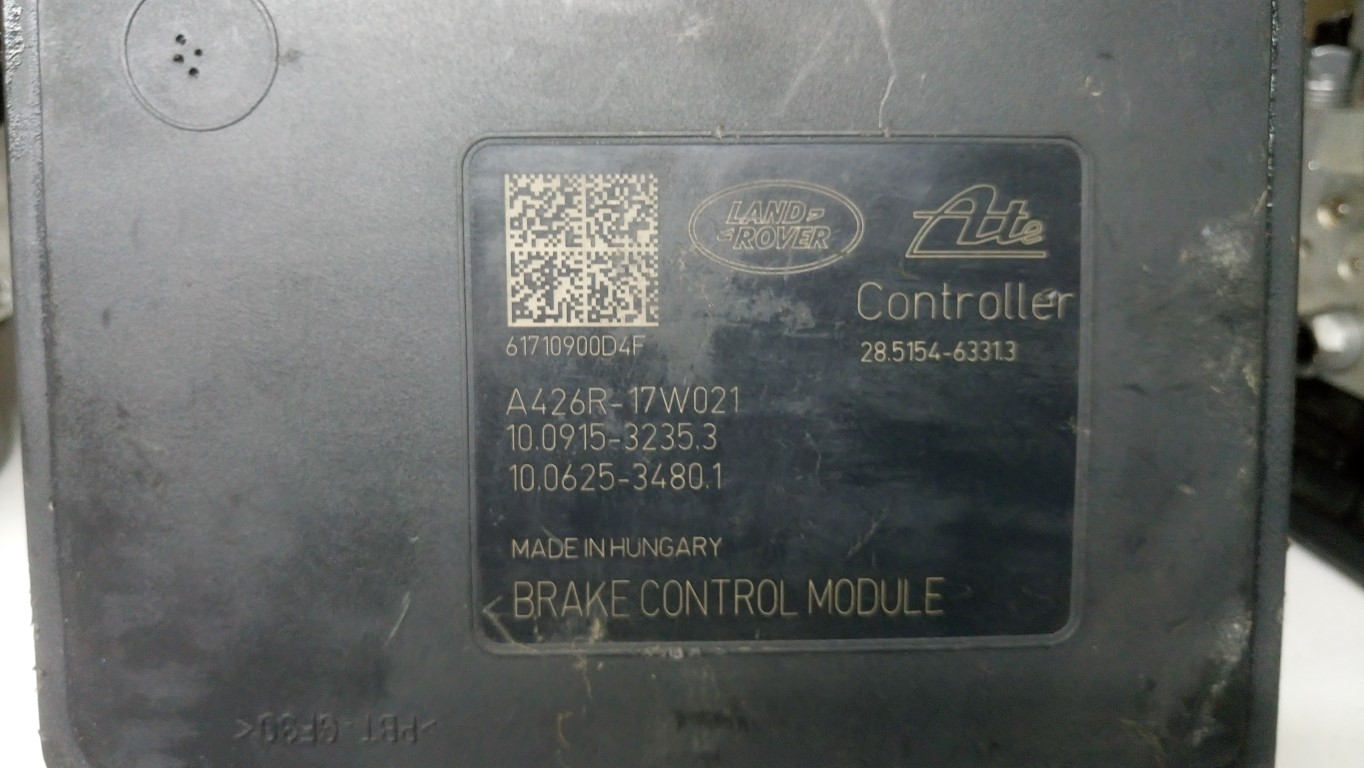 LAND ROVER
Ate
Controller
61710900D4F
28.5154-6331.3
A426R-17W021
10.0915-3235.3
10.0625-3480.1
MADE IN HUNGARY
BRAKE CONTROL MODULE
>PBT-GF30<